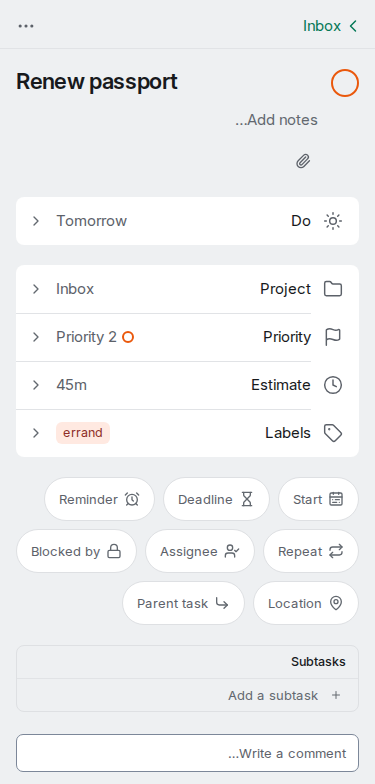 Inbox
Renew passport
...Add notes
Do Tomorrow
Project Inbox
Priority Priority 2
Estimate 45m
Labels errand
Start Deadline Reminder
Repeat Assignee Blocked by
Location Parent task
Subtasks
Add a subtask
...Write a comment